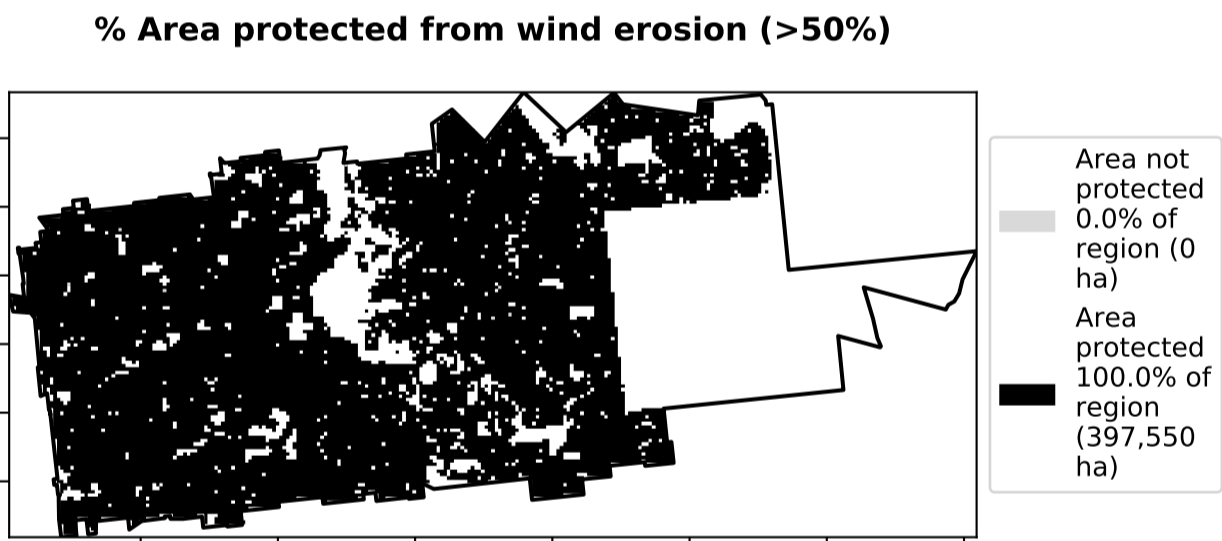 % Area protected from wind erosion (>50%)
Area not
protected
0.0% of
region (0
ha)
Area
protected
100.0% of
region
(397,550
ha)